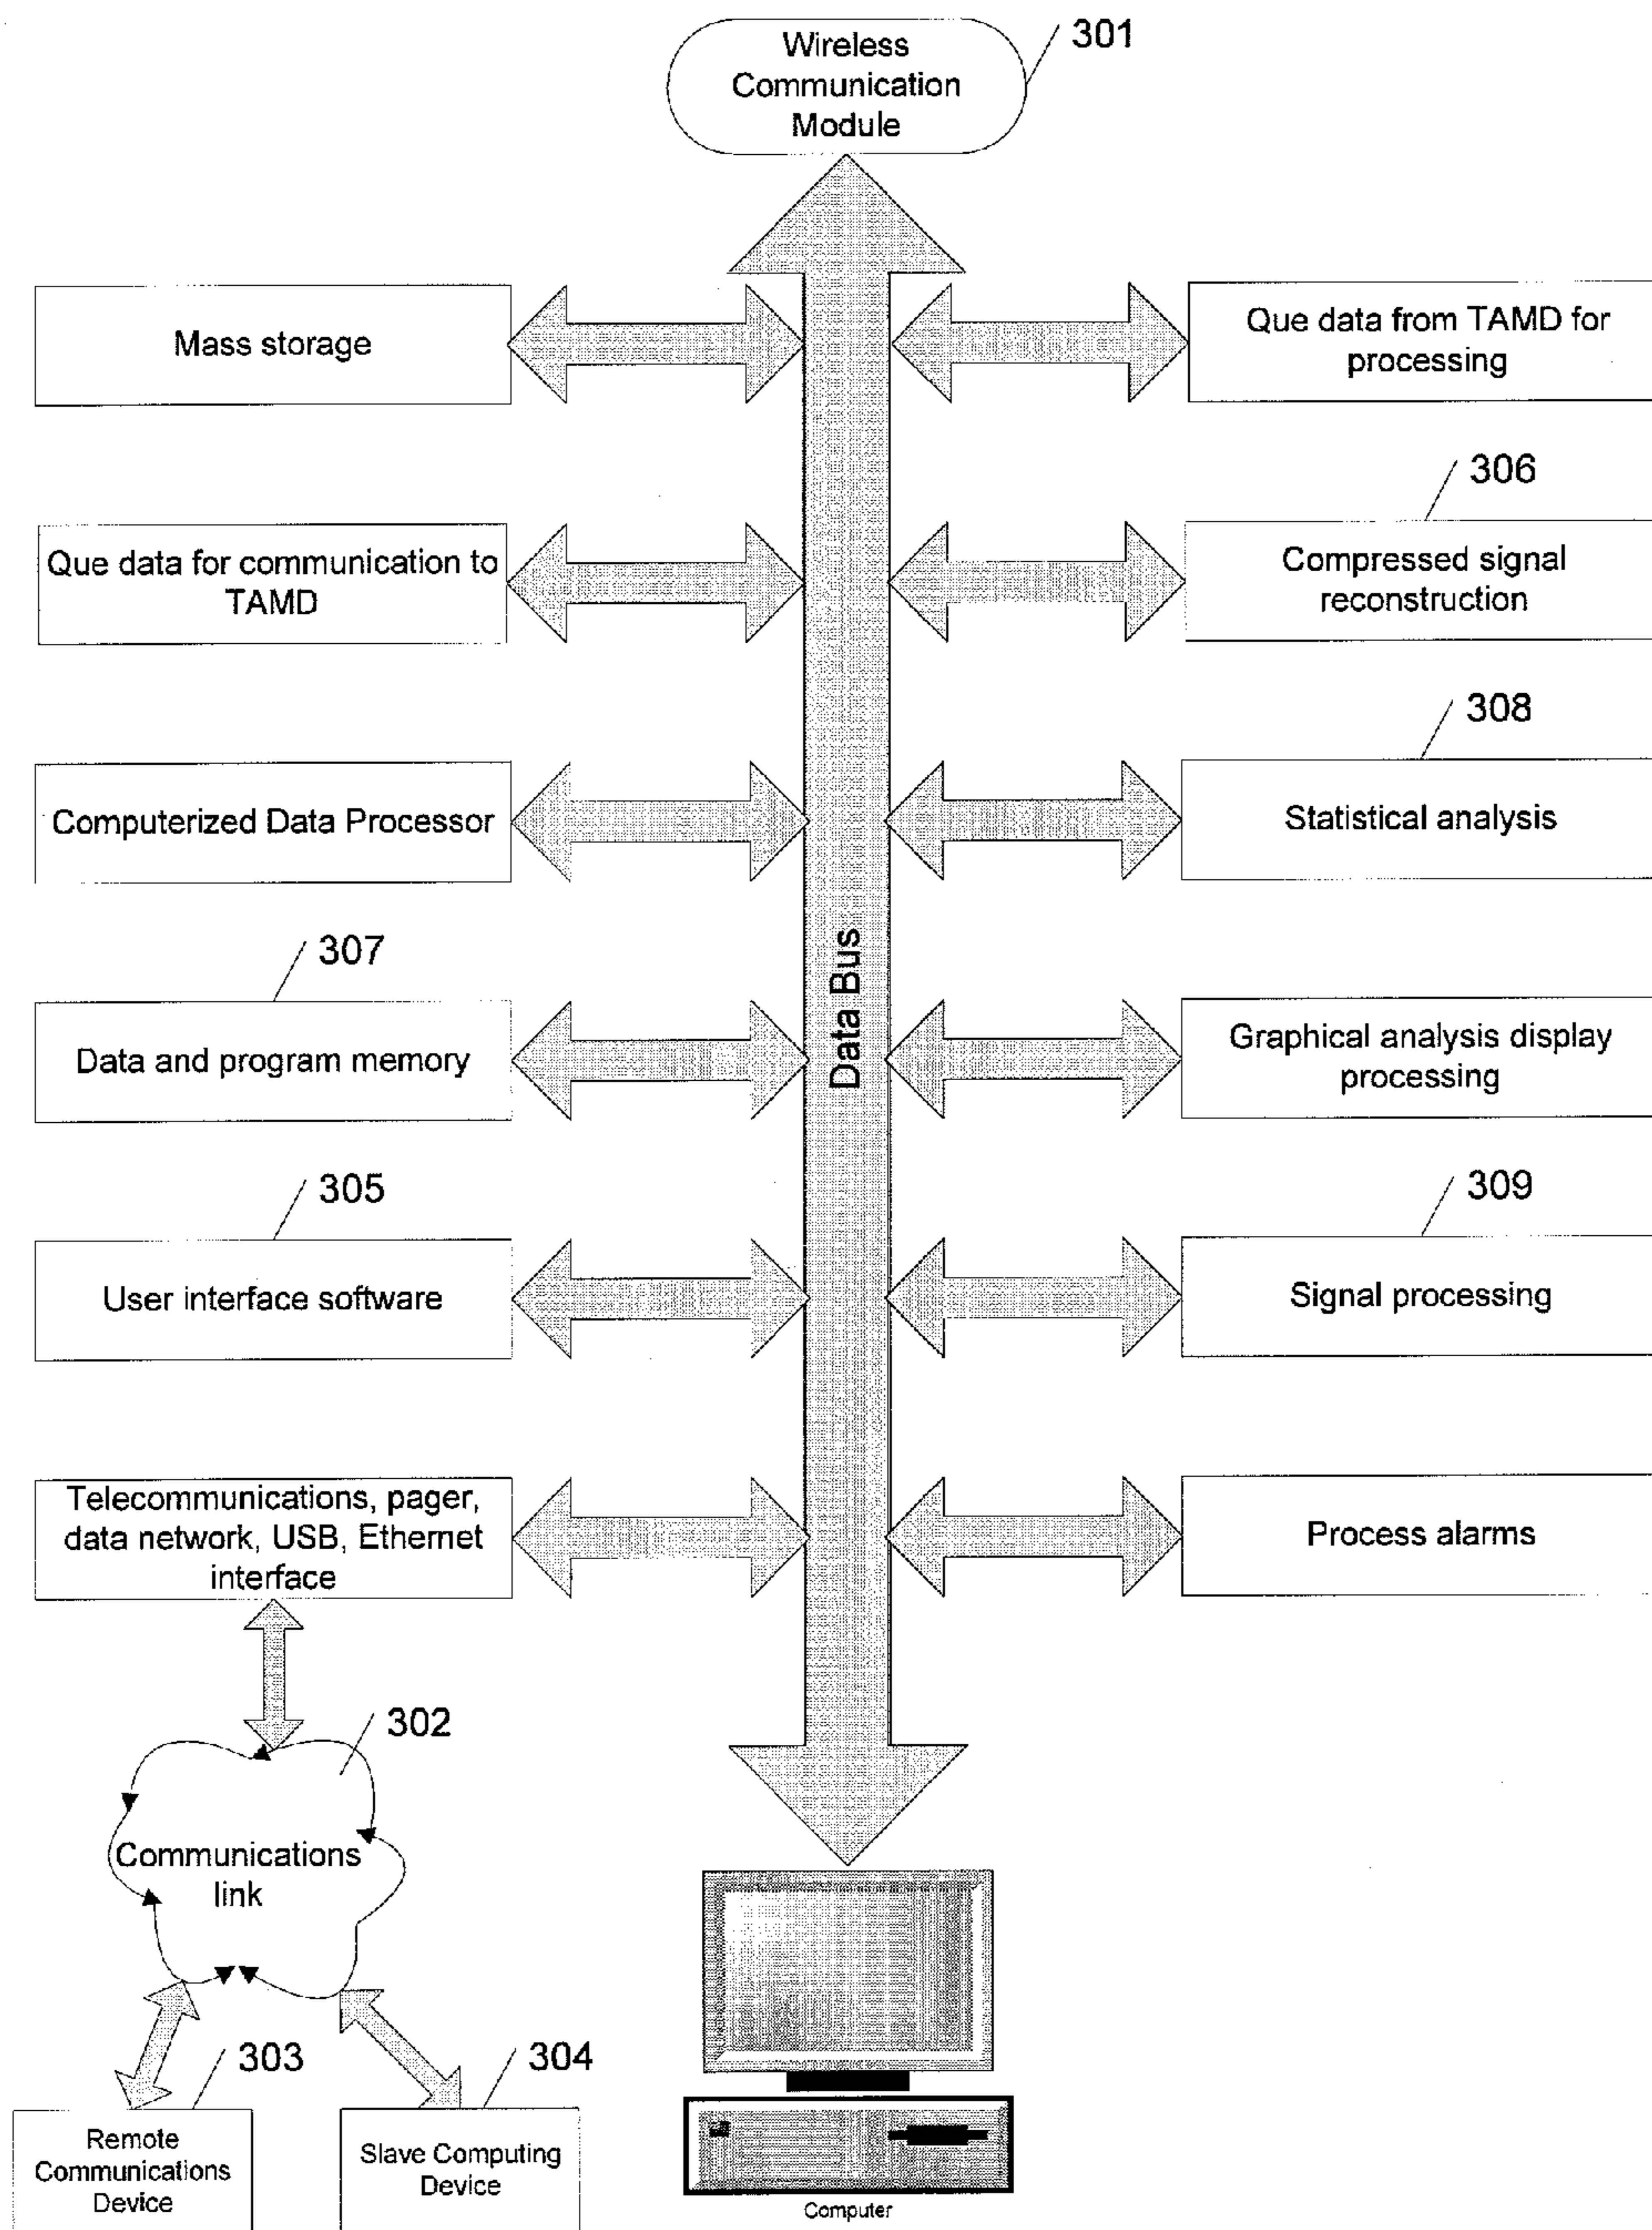 Wireless
Communication
Module
301
Mass storage
Que data from TAMD for
processing
306
Que data for communication to
TAMD
Compressed signal
reconstruction
308
Computerized Data Processor
Statistical analysis
307
Data Bus
Data and program memory
Graphical analysis display
processing
305
309
User interface software
Signal processing
Telecommunications, pager,
data network, USB, Ethernet
interface
Process alarms
302
Communications
link
303
304
Remote
Communications
Device
Slave Computing
Device
Computer